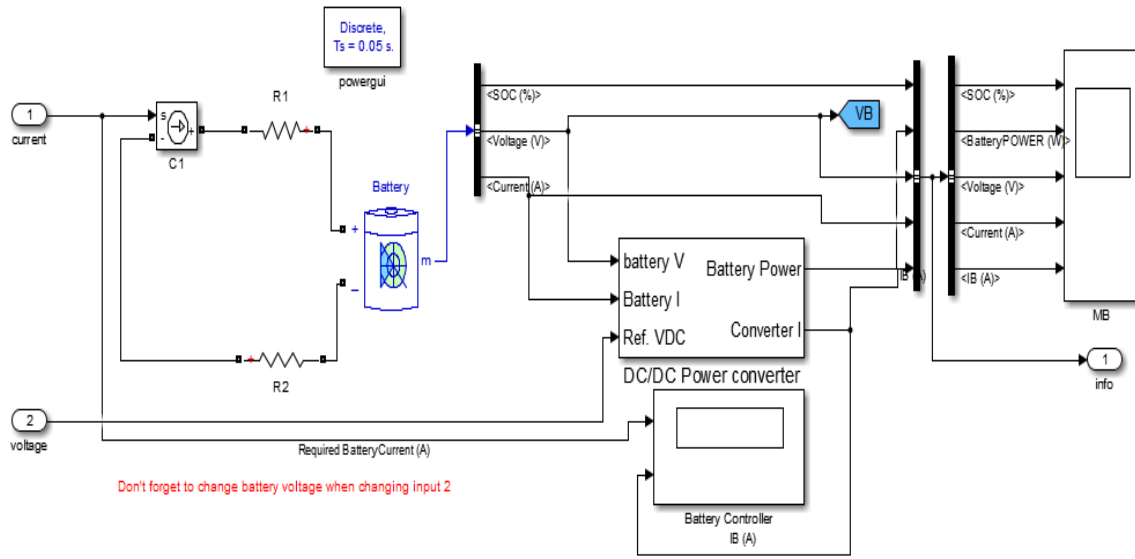 Discrete,
Ts = 0.05 s.
powergui
1
current
s
-
+
C1
R1
+
Battery
+
m
_
+
R2
<SOC (%)>
<Voltage (V)>
<Current (A)>
VB
battery V
Battery I
Ref. VDC
Battery Power
Converter I
DC/DC Power converter
IB (A)
<SOC (%)>
<BatteryPOWER (W)>
<Voltage (V)>
<Current (A)>
<IB (A)>
MB
1
info
2
voltage
Required BatteryCurrent (A)
Don't forget to change battery voltage when changing input 2
Battery Controller
IB (A)